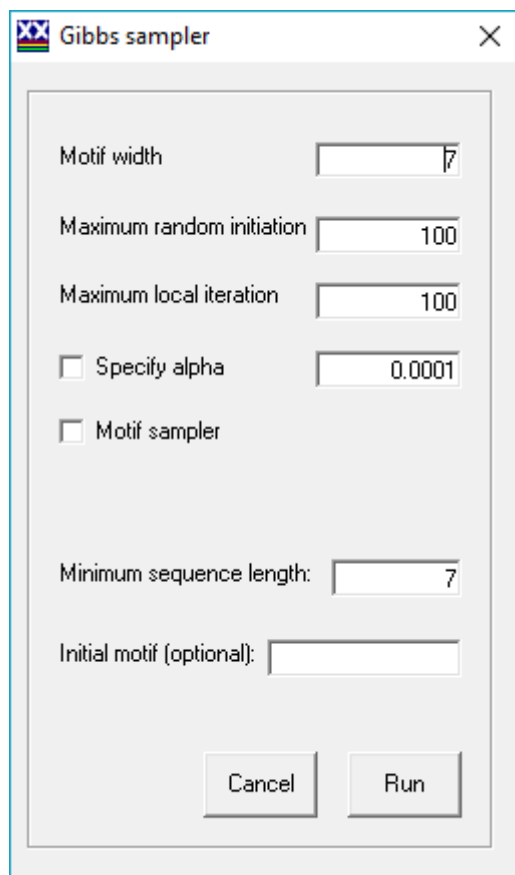 XX Gibbs sampler
Motif width 7
Maximum random initiation 100
Maximum local iteration 100
Specify alpha 0.0001
Motif sampler
Minimum sequence length: 7
Initial motif (optional):
Cancel Run